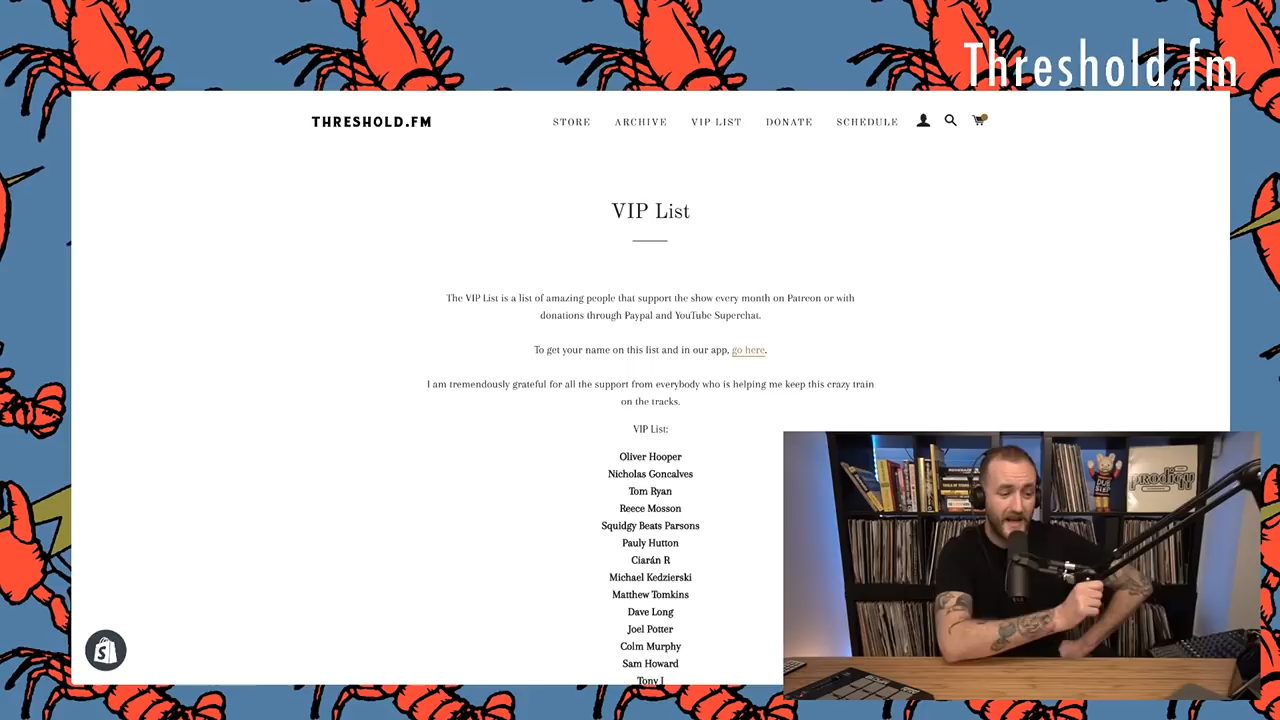 Threshold.fm
THRESHOLD.FM
STORE
ARCHIVE
VIP LIST
DONATE
SCHEDULE
VIP List
The VIP List is a list of amazing people that support the show every month on Patreon or with
donations through Paypal and YouTube Superchat.
To get your name on this list and in our app, go here.
I am tremendously grateful for all the support from everybody who is helping me keep this crazy train
on the tracks.
VIP List:
Oliver Hooper
Nicholas Goncalves
Tom Ryan
Reece Mosson
Squidgy Beats Parsons
Pauly Hutton
Ciarán R
Michael Kedzierski
Matthew Tomkins
Dave Long
Joel Potter
Colm Murphy
Sam Howard
Tony J
S
DUB
STEP
PRODIGY